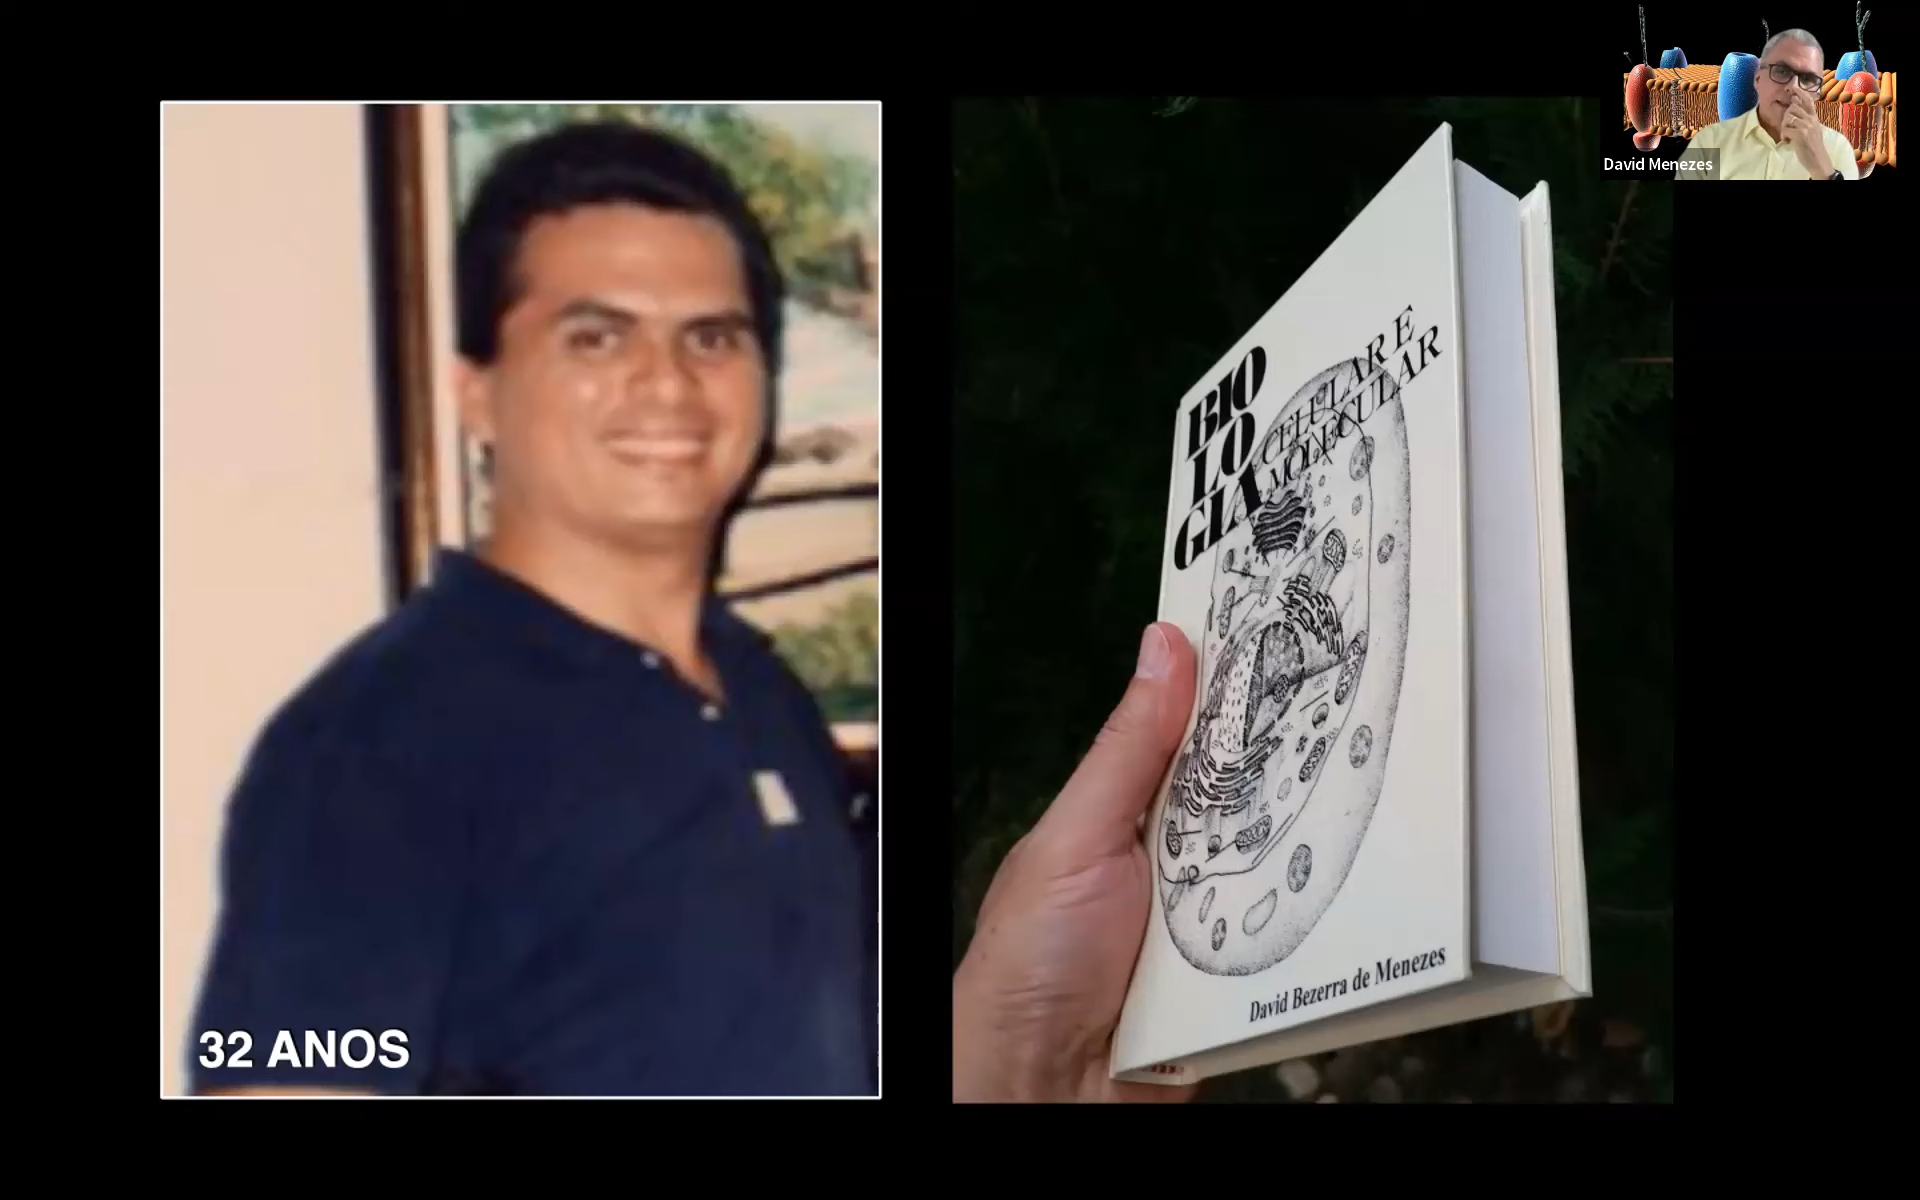 David Menezes
BIO
LO
GIA
CELULAR E
MOLECULAR
David Bezerra de Menezes
32 ANOS